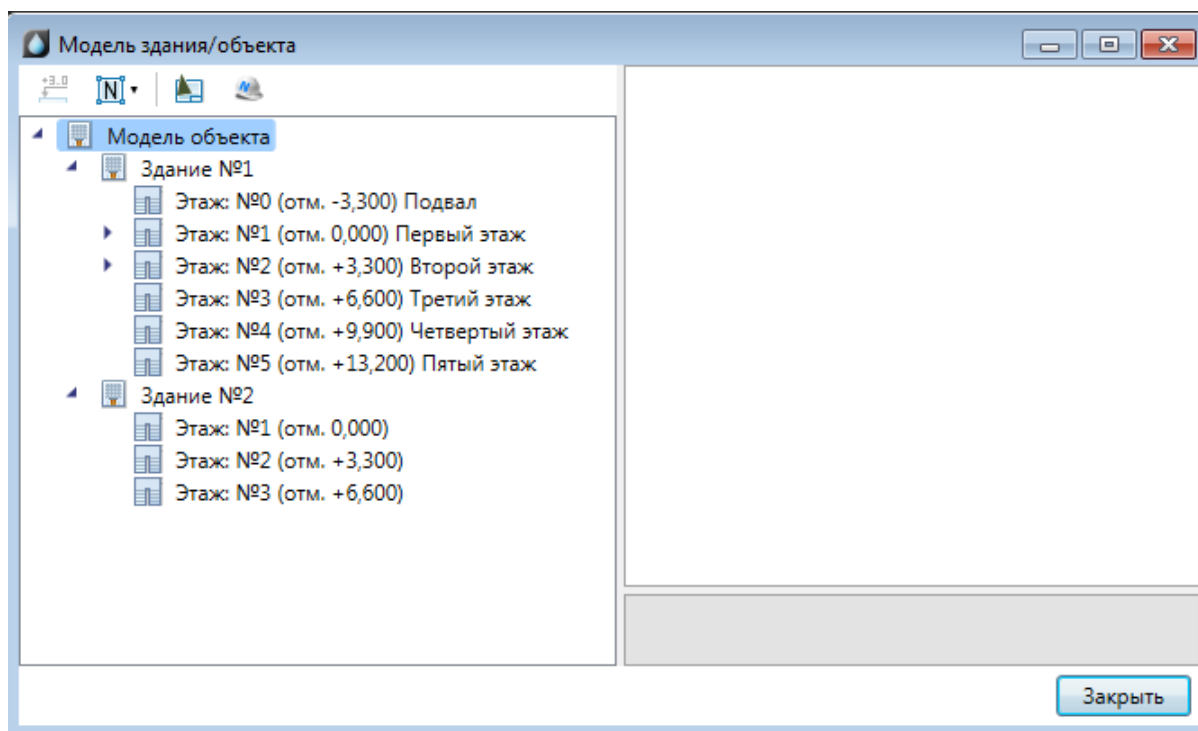 Модель здания/объекта
+3.0
N
N
Модель объекта
Здание №1
Этаж: №0 (отм. -3,300) Подвал
Этаж: №1 (отм. 0,000) Первый этаж
Этаж: №2 (отм. +3,300) Второй этаж
Этаж: №3 (отм. +6,600) Третий этаж
Этаж: №4 (отм. +9,900) Четвертый этаж
Этаж: №5 (отм. +13,200) Пятый этаж
Здание №2
Этаж: №1 (отм. 0,000)
Этаж: №2 (отм. +3,300)
Этаж: №3 (отм. +6,600)
Закрыть